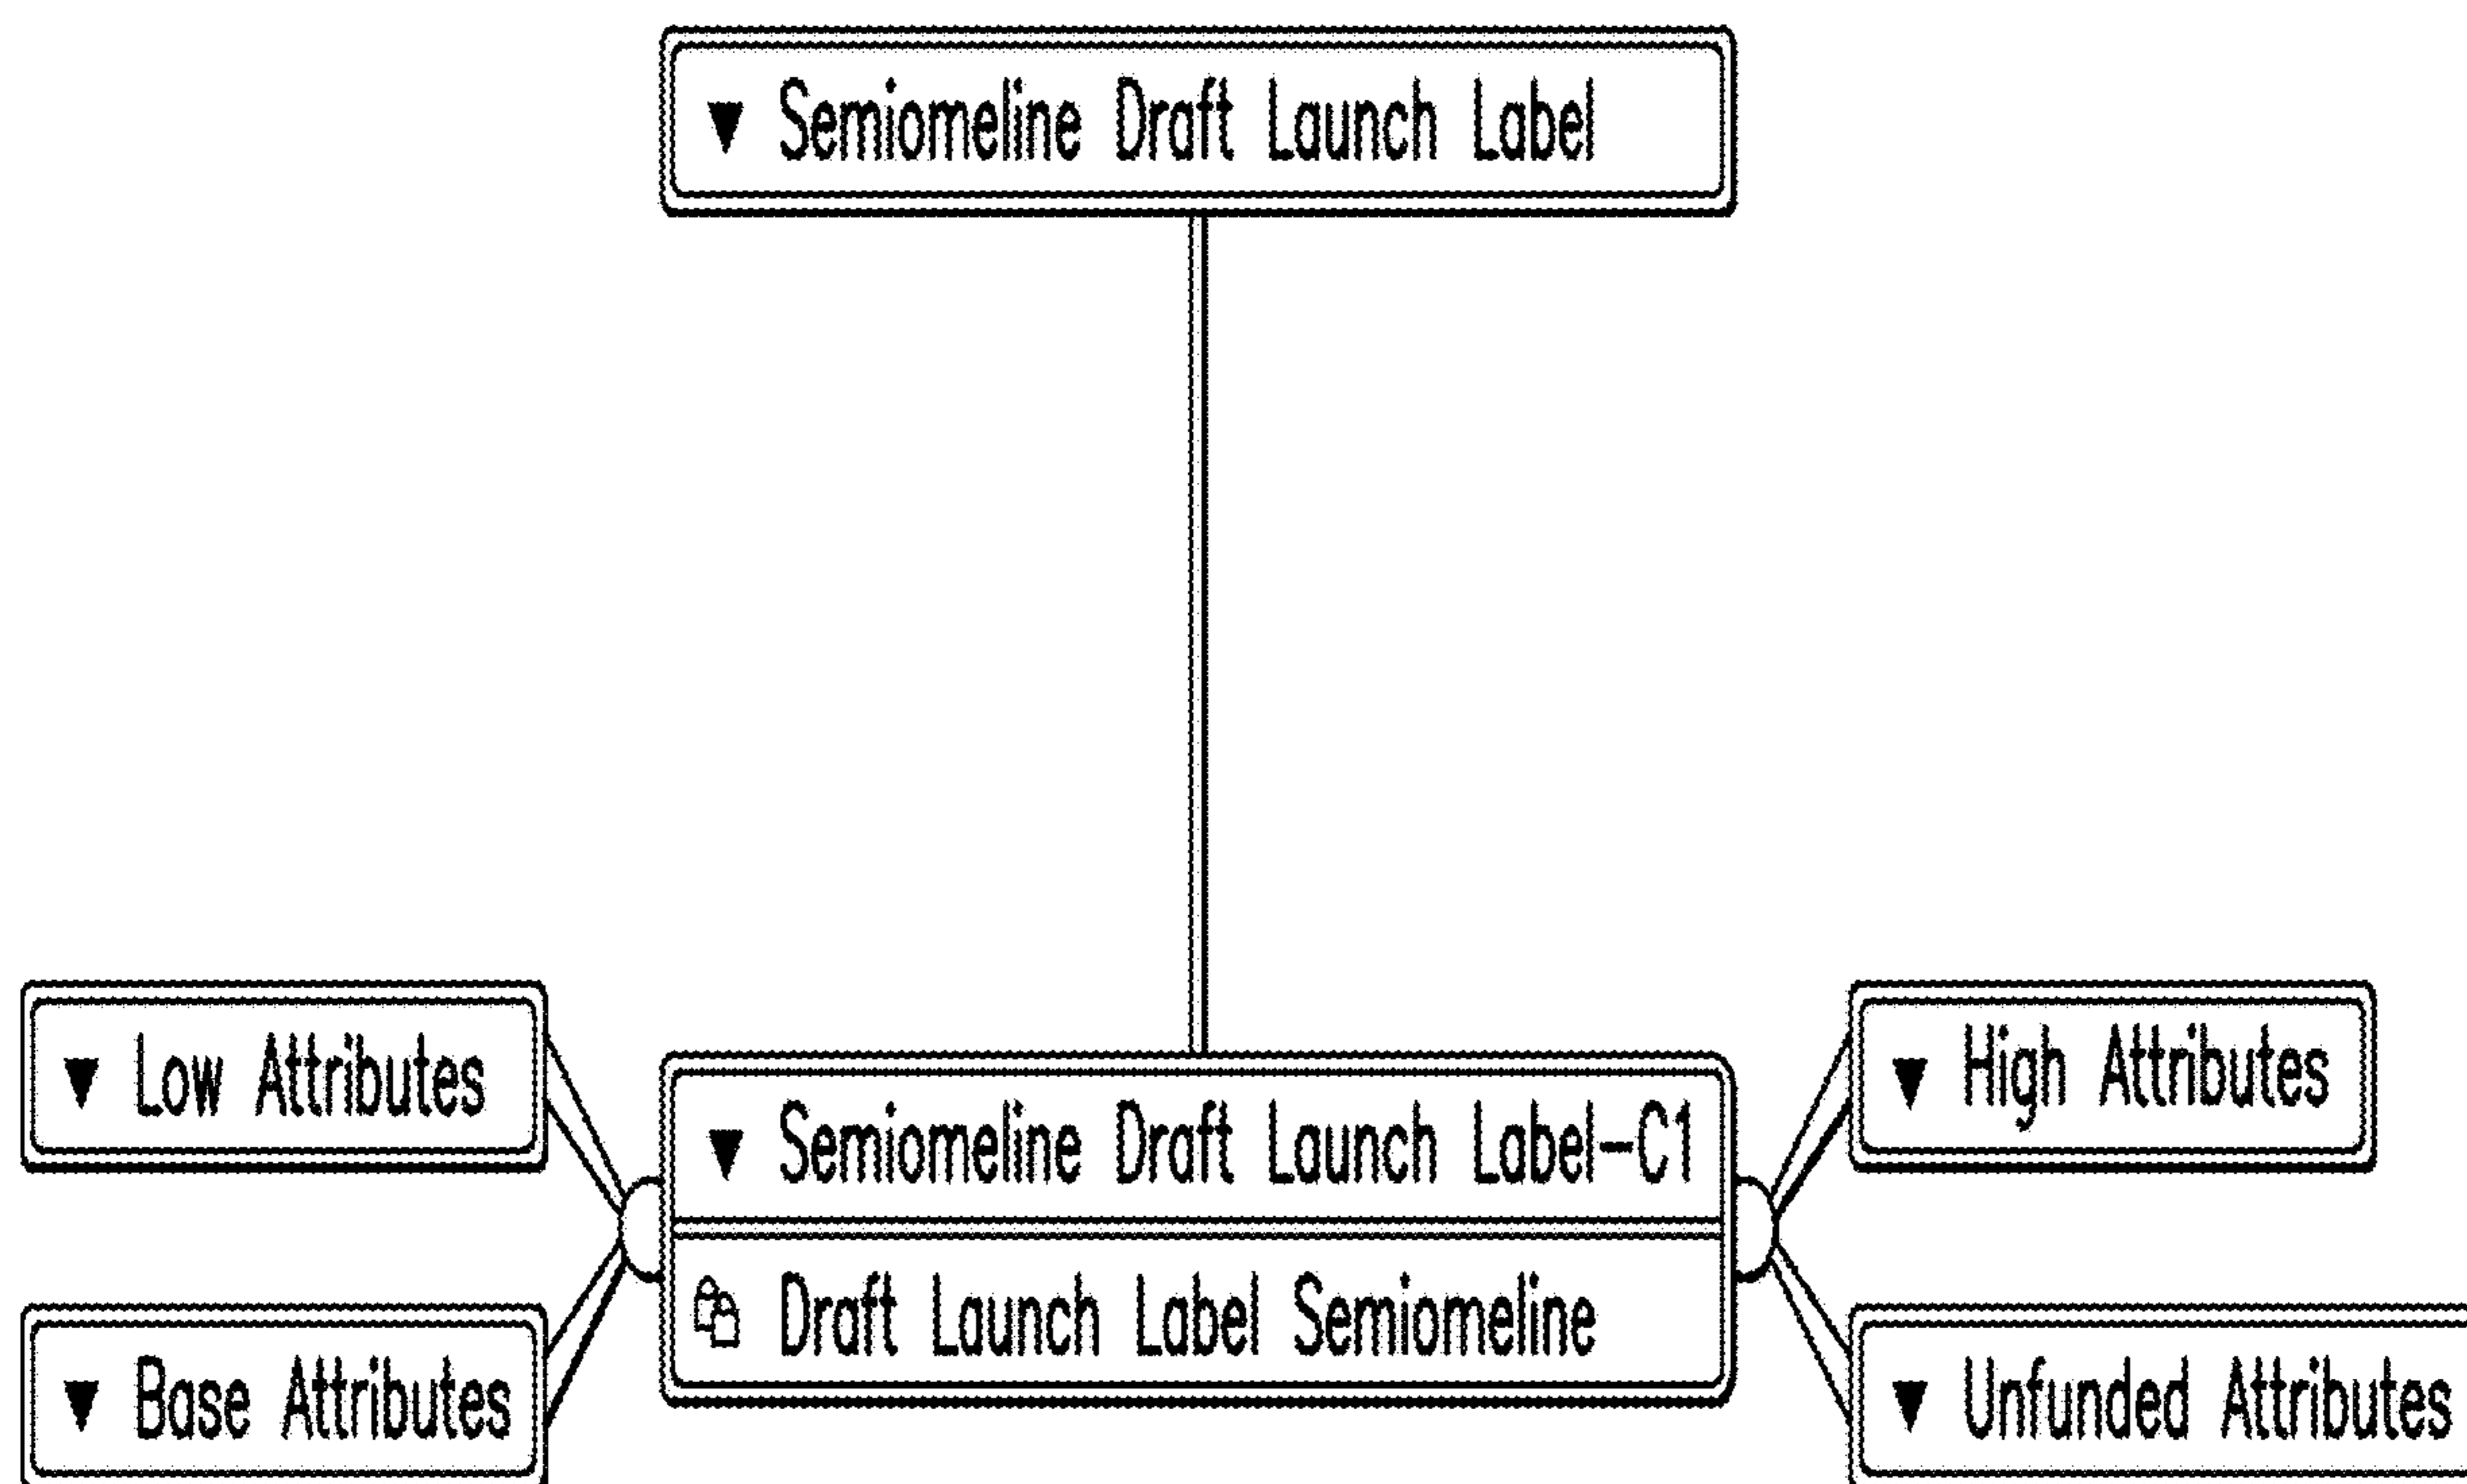 Semiomeline Draft Launch Label
Low Attributes
High Attributes
Semiomeline Draft Launch Label-C1
Draft Launch Label Semiomeline
Base Attributes
Unfunded Attributes